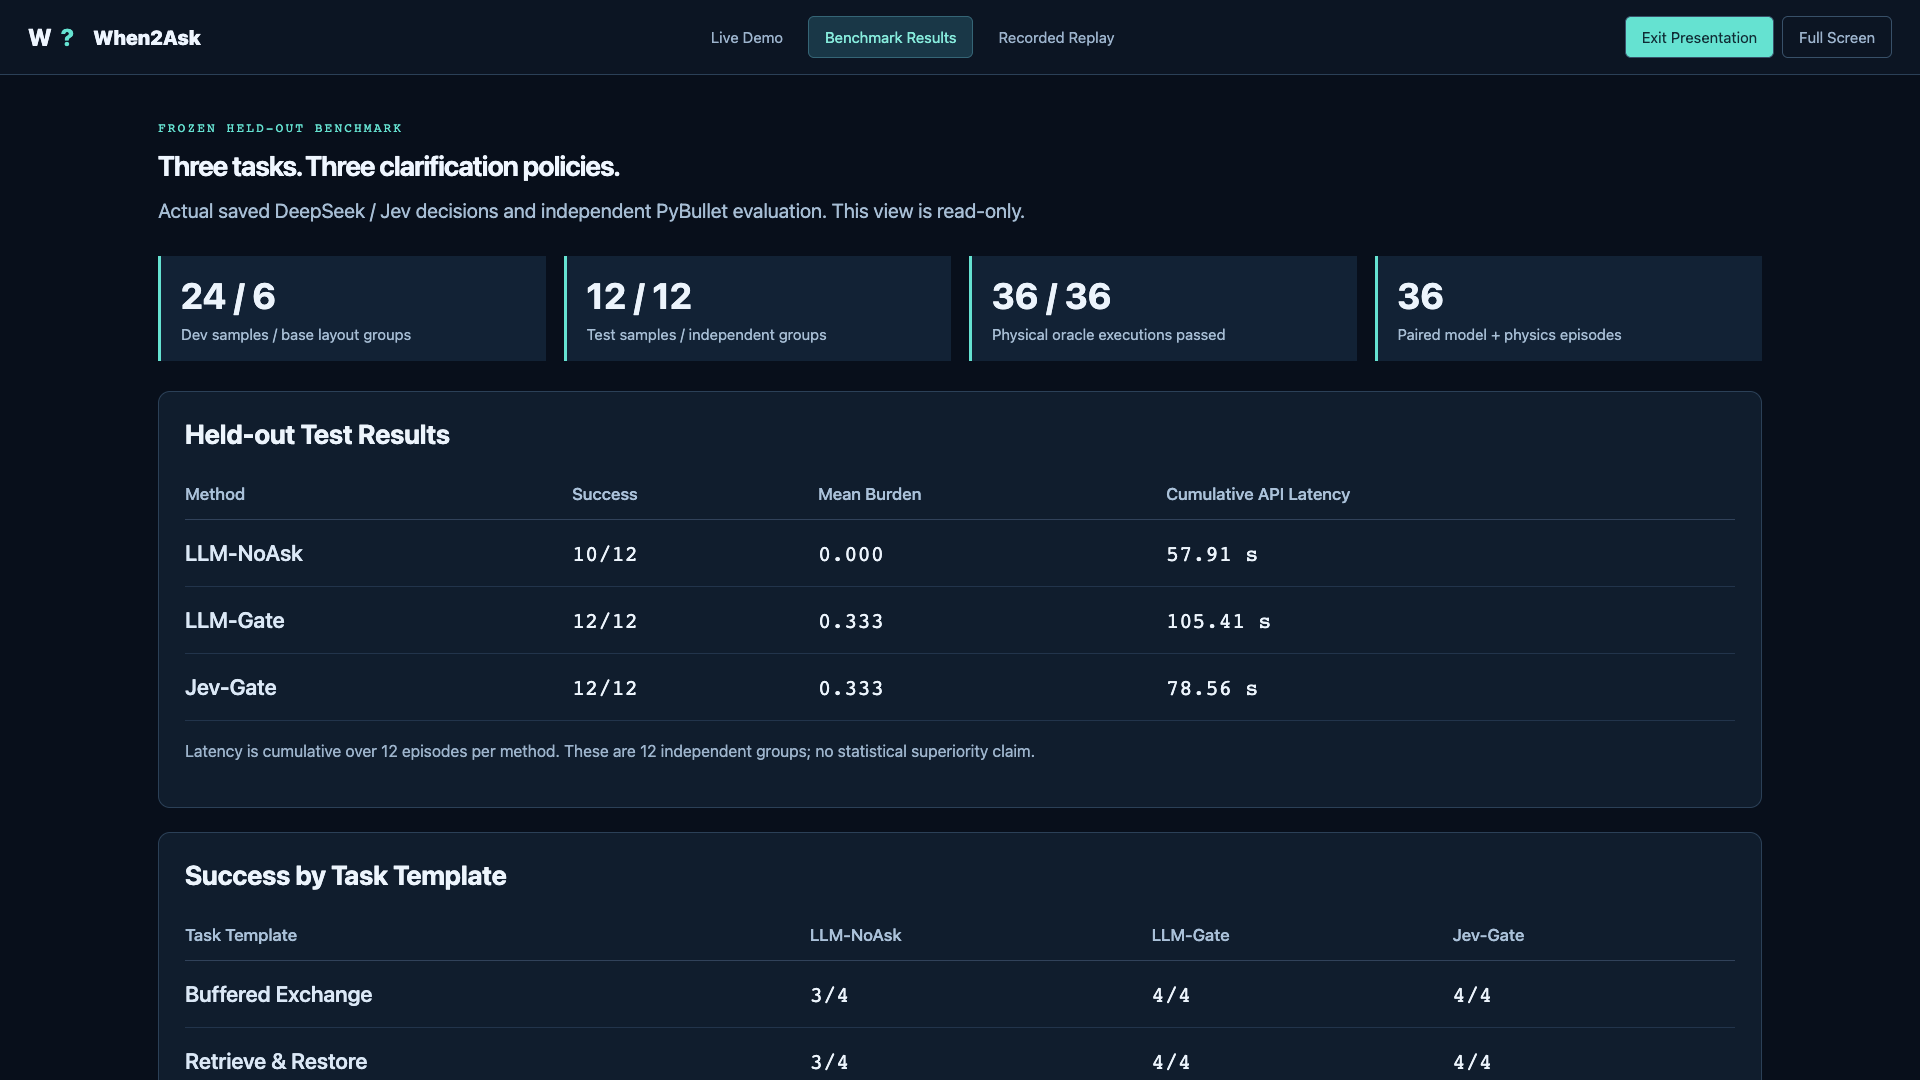 W ? When2Ask
Live Demo Benchmark Results Recorded Replay
Exit Presentation Full Screen
FROZEN HELD-OUT BENCHMARK
Three tasks. Three clarification policies.
Actual saved DeepSeek / Jev decisions and independent PyBullet evaluation. This view is read-only.
24 / 6
Dev samples / base layout groups
12 / 12
Test samples / independent groups
36 / 36
Physical oracle executions passed
36
Paired model + physics episodes
Held-out Test Results
Method Success Mean Burden Cumulative API Latency
LLM-NoAsk 10/12 0.000 57.91 s
LLM-Gate 12/12 0.333 105.41 s
Jev-Gate 12/12 0.333 78.56 s
Latency is cumulative over 12 episodes per method. These are 12 independent groups; no statistical superiority claim.
Success by Task Template
Task Template LLM-NoAsk LLM-Gate Jev-Gate
Buffered Exchange 3/4 4/4 4/4
Retrieve & Restore 3/4 4/4 4/4